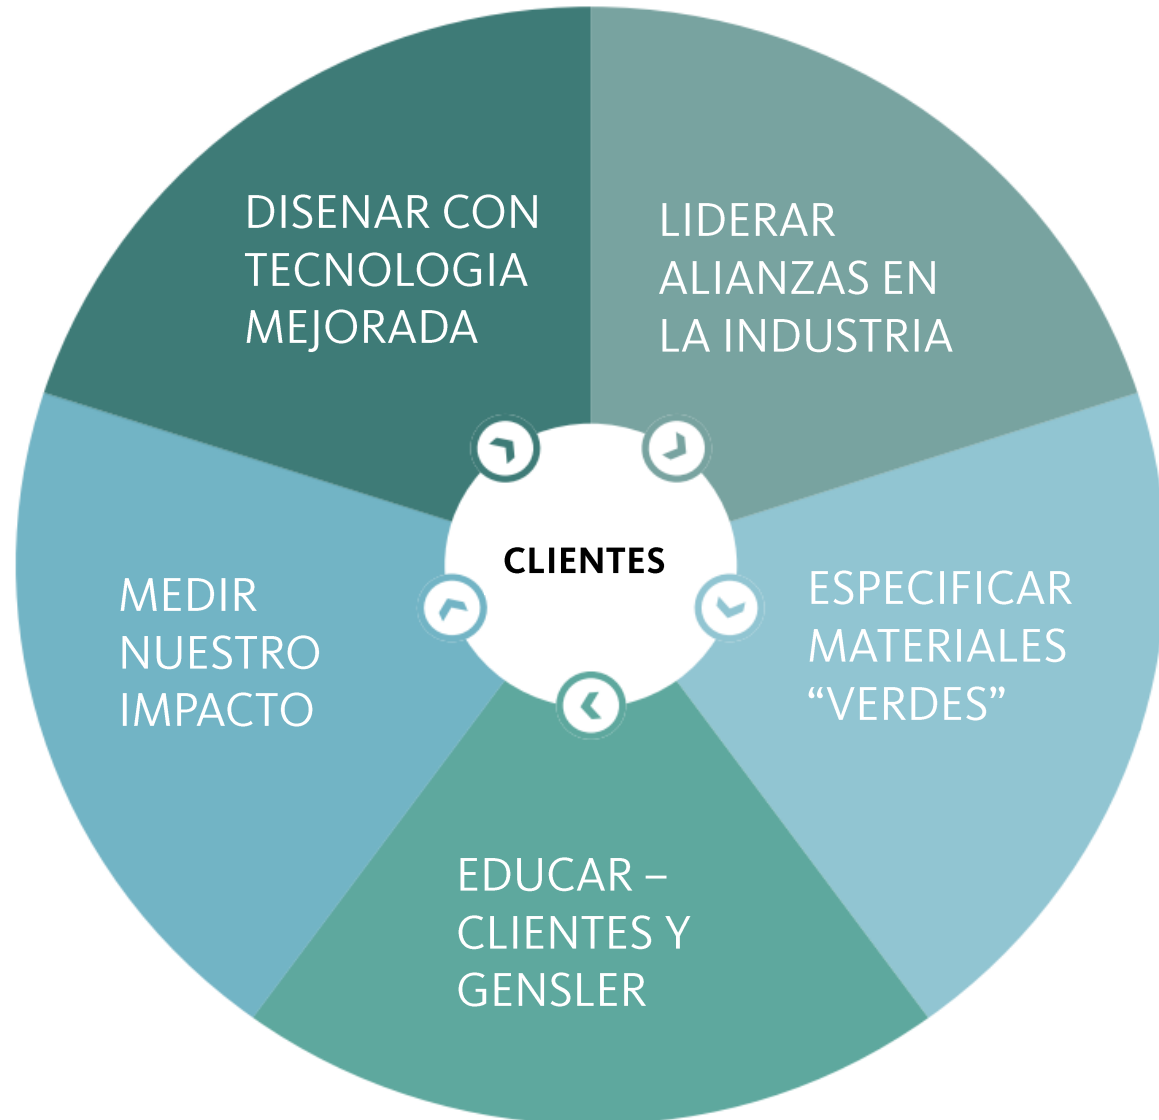 DISENAR CON
TECNOLOGIA
MEJORADA
LIDERAR
ALIANZAS EN
LA INDUSTRIA
CLIENTES
MEDIR
NUESTRO
IMPACTO
ESPECIFICAR
MATERIALES
“VERDES”
EDUCAR –
CLIENTES Y
GENSLER